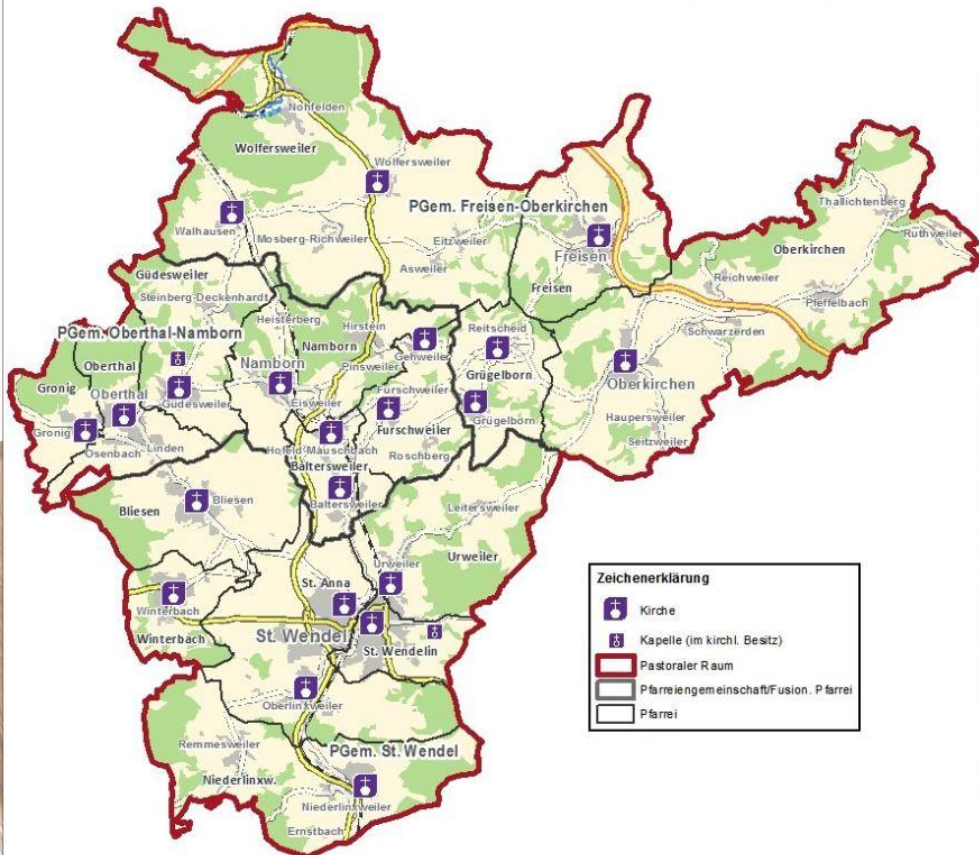 Nohfelden
Nahe
Wolfersweiler
Wolfersweiler
PGem. Freisen-Oberkirchen
Thallichtenberg
Walhausen
Mosberg-Richweiler
Eitzweiler
Freisen
Oberkirchen
Ruthweiler
Güdesweiler
Asweiler
Reichweiler
Steinberg-Deckenhardt
Freisen
Pfeffelbach
Heisterberg
Hirstein
Reitscheid
Schwarzerden
PGem. Oberthal-Namborn
Namborn
Gehweiler
Oberthal
Namborn
Pinsweiler
Grügelborn
Oberkirchen
Gronig
Oberthal
Güdesweiler
Eisweiler
Furschweiler
Grügelborn
Haupersweiler
Gronig
Linden
Furschweiler
Seitzweiler
Osenbach
Hofeld-Mauschbach
Roschberg
Baltersweiler
Bliesen
Baltersweiler
Leitersweiler
Bliesen
Urweiler
Urweiler
St. Anna
Winterbach
Winterbach
St. Wendel
St. Wendelin
Oberlinxweiler
Remmesweiler
PGem. St. Wendel
Niederlinxw.
Niederlinxweiler
Ernstbach
Zeichenerklärung
Kirche
Kapelle (im kirchl. Besitz)
Pastoraler Raum
Pfarreiengemeinschaft/Fusion. Pfarrei
Pfarrei